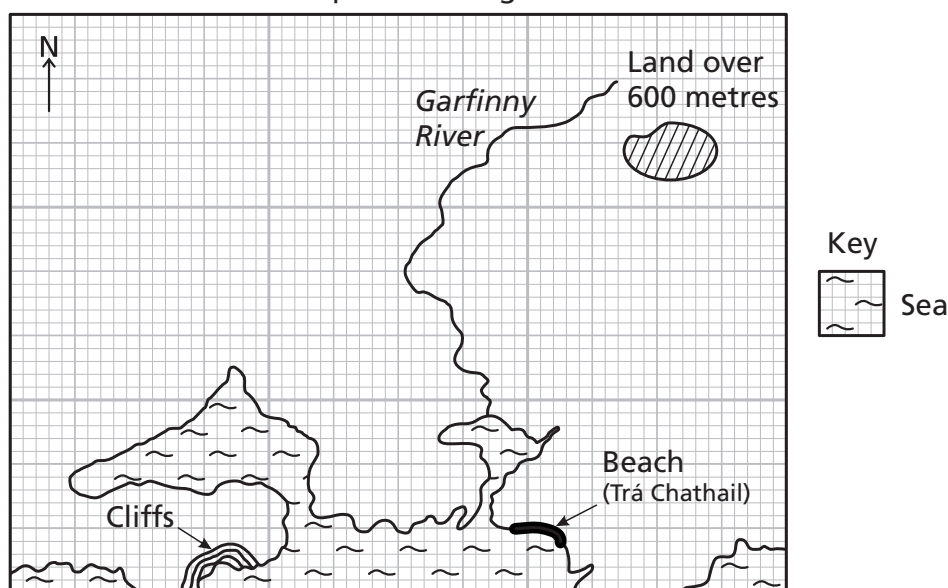 N
Land over
600 metres
Garfinny
River
Key
Sea
Beach
(Trá Chathail)
Cliffs